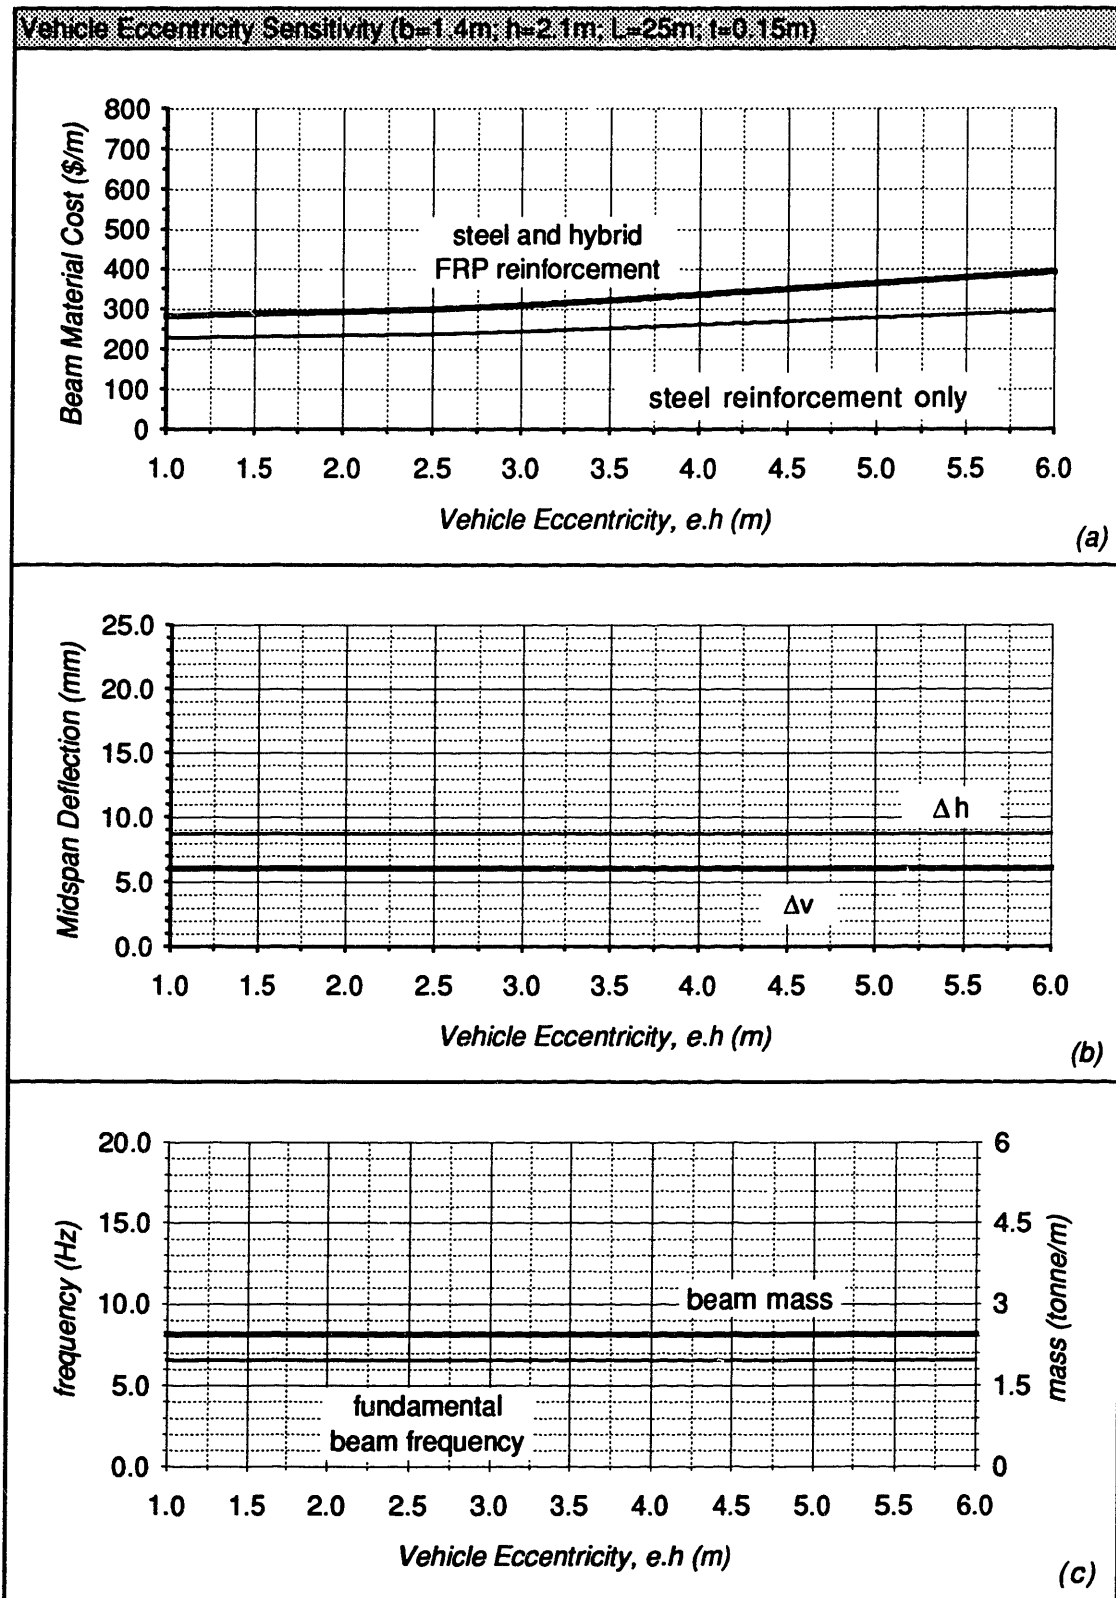 Vehicle Eccentricity Sensitivity (b=1.4m; h=2.1m; L=25m; t=0.15m)
800
700
600
500
400
300
200
100
0
Beam Material Cost ($/m)
steel and hybrid
FRP reinforcement
steel reinforcement only
1.0 1.5 2.0 2.5 3.0 3.5 4.0 4.5 5.0 5.5 6.0
Vehicle Eccentricity, e.h (m)
(a)
25.0
20.0
15.0
10.0
5.0
0.0
Midspan Deflection (mm)
Δh
Δv
1.0 1.5 2.0 2.5 3.0 3.5 4.0 4.5 5.0 5.5 6.0
Vehicle Eccentricity, e.h (m)
(b)
20.0
15.0
10.0
5.0
0.0
frequency (Hz)
beam mass
fundamental
beam frequency
6
4.5
3
1.5
0
mass (tonne/m)
1.0 1.5 2.0 2.5 3.0 3.5 4.0 4.5 5.0 5.5 6.0
Vehicle Eccentricity, e.h (m)
(c)